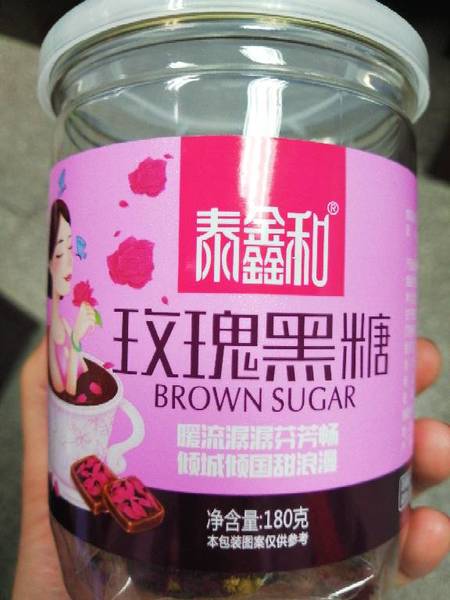 泰鑫和®
玫瑰黑糖
BROWN SUGAR
暖流潺潺芬芳畅
倾城倾国甜浪漫
净含量:180克
本包装图案仅供参考